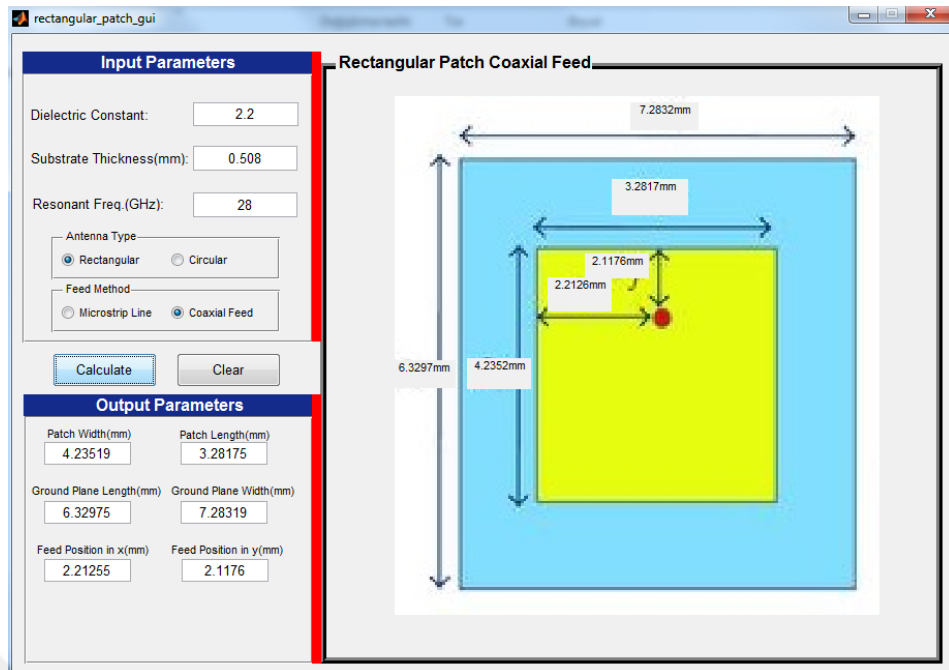 rectangular_patch_gui
Input Parameters
Dielectric Constant:
2.2
Substrate Thickness(mm):
0.508
Resonant Freq.(GHz):
28
Antenna Type
Rectangular
Circular
Feed Method
Microstrip Line
Coaxial Feed
Calculate
Clear
Output Parameters
Patch Width(mm)
Patch Length(mm)
4.23519
3.28175
Ground Plane Length(mm)
Ground Plane Width(mm)
6.32975
7.28319
Feed Position in x(mm)
Feed Position in y(mm)
2.21255
2.1176
Rectangular Patch Coaxial Feed
7.2832mm
3.2817mm
2.1176mm
2.2126mm
6.3297mm
4.2352mm